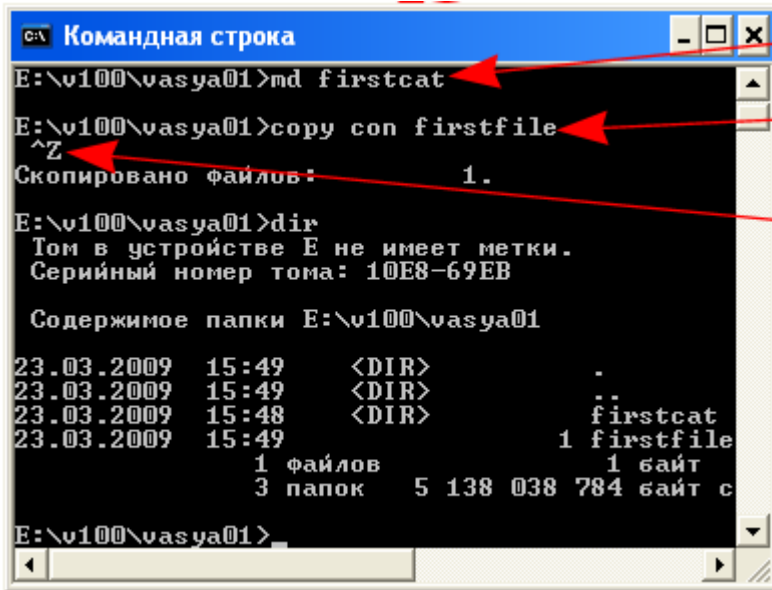 Командная строка
E:\v100\vasya01>md firstcat
E:\v100\vasya01>copy con firstfile
^Z
Скопировано файлов: 1.
E:\v100\vasya01>dir
Том в устройстве E не имеет метки.
Серийный номер тома: 10E8-69EB
Содержимое папки E:\v100\vasya01
23.03.2009 15:49 <DIR> .
23.03.2009 15:49 <DIR> ..
23.03.2009 15:48 <DIR> firstcat
23.03.2009 15:49 1 firstfile
1 файлов 1 байт
3 папок 5 138 038 784 байт с
E:\v100\vasya01>_